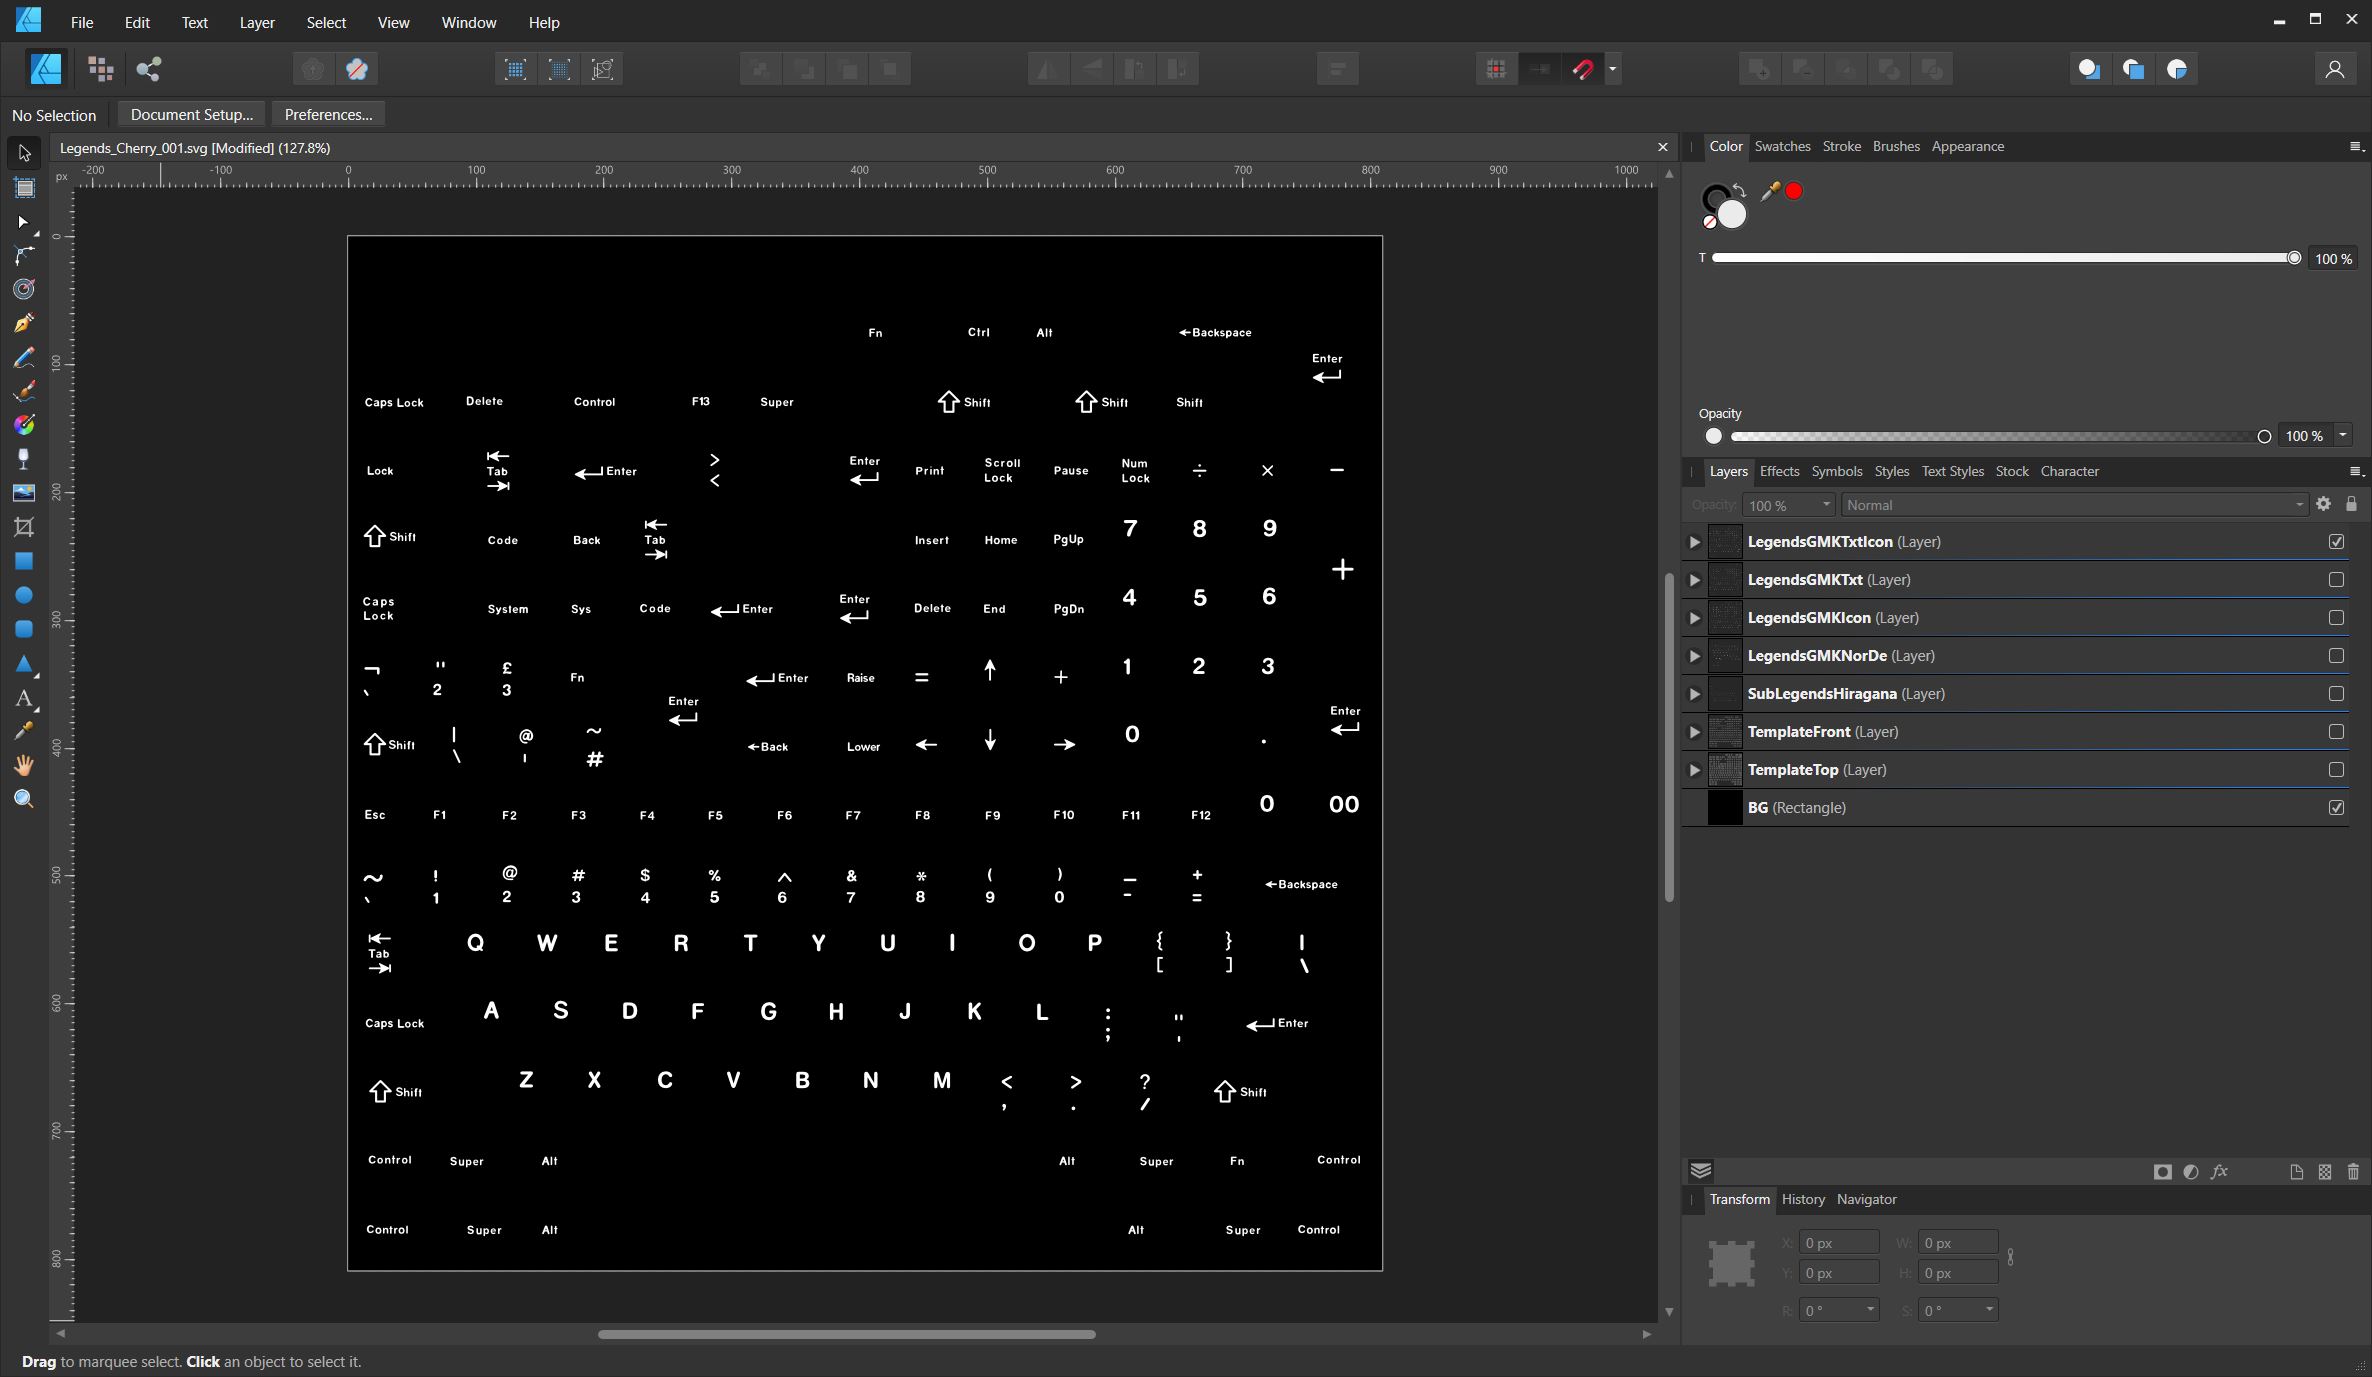 File Edit Text Layer Select View Window Help
No Selection Document Setup... Preferences...
Legends_Cherry_001.svg [Modified] (127.8%)
px -200 -100 0 100 200 300 400 500 600 700 800 900 1000
0 100 200 300 400 500 600 700 800
Fn Ctrl Alt ←Backspace
Enter
Caps Lock Delete Control F13 Super Shift Shift Shift
Lock Tab Enter > < Enter Print Scroll Lock Pause Num Lock ÷ × −
Shift Code Back Tab Insert Home PgUp 7 8 9
+
Caps Lock System Sys Code Enter Enter Delete End PgDn 4 5 6
¬ ` " 2 £ 3 Fn Enter Raise = ↑ + 1 2 3
Enter Enter
Shift | \ @ ' ~ # ←Back Lower ← ↓ → 0 .
Esc F1 F2 F3 F4 F5 F6 F7 F8 F9 F10 F11 F12 0 00
~ ! @ # $ % ^ & * ( ) _ +
` 1 2 3 4 5 6 7 8 9 0 - = ←Backspace
Tab Q W E R T Y U I O P { [ } ] | \
Caps Lock A S D F G H J K L : ; " ' Enter
Shift Z X C V B N M < , > . ? / Shift
Control Super Alt Alt Super Fn Control
Control Super Alt Alt Super Control
Color Swatches Stroke Brushes Appearance
T 100 %
Opacity
100 %
Layers Effects Symbols Styles Text Styles Stock Character
Opacity: 100 % Normal
LegendsGMKTxtIcon (Layer)
LegendsGMKTxt (Layer)
LegendsGMKIcon (Layer)
LegendsGMKNorDe (Layer)
SubLegendsHiragana (Layer)
TemplateFront (Layer)
TemplateTop (Layer)
BG (Rectangle)
fx
Transform History Navigator
X: 0 px W: 0 px
Y: 0 px H: 0 px
R: 0 ° S: 0 °
Drag to marquee select. Click an object to select it.